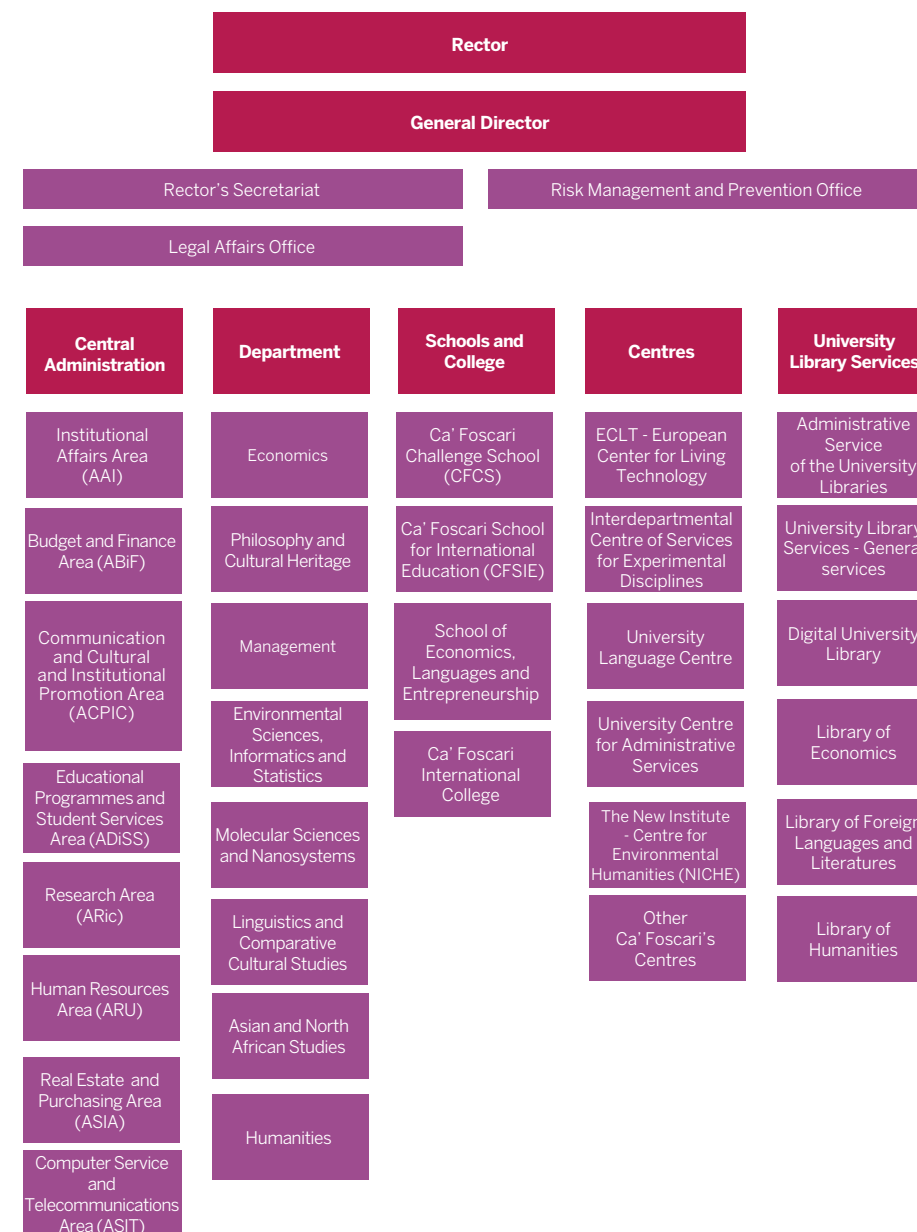 Rector
General Director
Rector's Secretariat
Risk Management and Prevention Office
Legal Affairs Office
Central
Administration
Institutional
Affairs Area
(AAI)
Budget and Finance
Area (ABiF)
Communication
and Cultural
and Institutional
Promotion Area
(ACPIC)
Educational
Programmes and
Student Services
Area (ADiSS)
Research Area
(ARic)
Human Resources
Area (ARU)
Real Estate and
Purchasing Area
(ASIA)
Computer Service
and
Telecommunications
Area (ASIT)
Department
Economics
Philosophy and
Cultural Heritage
Management
Environmental
Sciences,
Informatics and
Statistics
Molecular Sciences
and Nanosystems
Linguistics and
Comparative
Cultural Studies
Asian and North
African Studies
Humanities
Schools and
College
Ca' Foscari
Challenge School
(CFCS)
Ca' Foscari School
for International
Education (CFSIE)
School of
Economics,
Languages and
Entrepreneurship
Ca' Foscari
International
College
Centres
ECLT - European
Center for Living
Technology
Interdepartmental
Centre of Services
for Experimental
Disciplines
University
Language Centre
University Centre
for Administrative
Services
The New Institute
- Centre for
Environmental
Humanities (NICHE)
Other
Ca' Foscari's
Centres
University
Library Services
Administrative
Service
of the University
Libraries
University Library
Services - General
services
Digital University
Library
Library of
Economics
Library of Foreign
Languages and
Literatures
Library of
Humanities